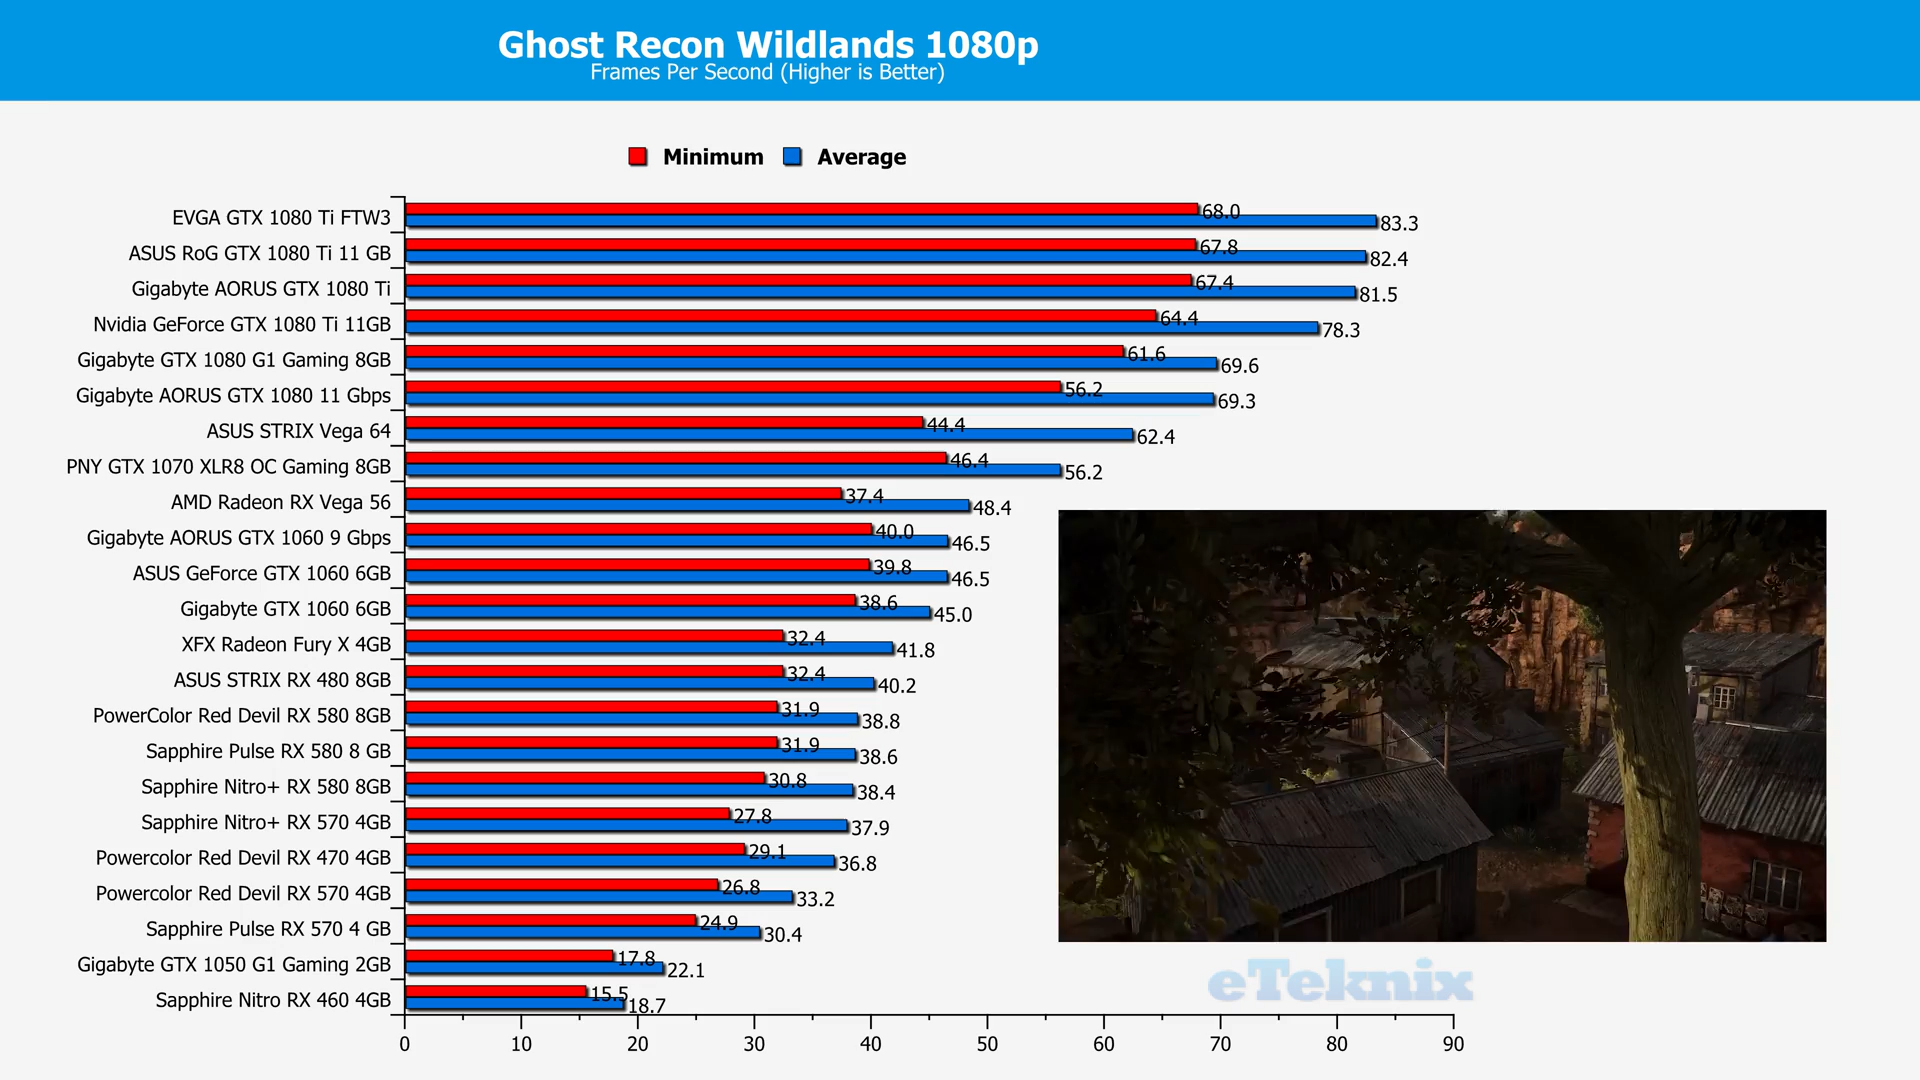 Ghost Recon Wildlands 1080p
Frames Per Second (Higher is Better)
Minimum Average
EVGA GTX 1080 Ti FTW3 68.0 83.3
ASUS RoG GTX 1080 Ti 11 GB 67.8 82.4
Gigabyte AORUS GTX 1080 Ti 67.4 81.5
Nvidia GeForce GTX 1080 Ti 11GB 64.4 78.3
Gigabyte GTX 1080 G1 Gaming 8GB 61.6 69.6
Gigabyte AORUS GTX 1080 11 Gbps 56.2 69.3
ASUS STRIX Vega 64 44.4 62.4
PNY GTX 1070 XLR8 OC Gaming 8GB 46.4 56.2
AMD Radeon RX Vega 56 37.4 48.4
Gigabyte AORUS GTX 1060 9 Gbps 40.0 46.5
ASUS GeForce GTX 1060 6GB 39.8 46.5
Gigabyte GTX 1060 6GB 38.6 45.0
XFX Radeon Fury X 4GB 32.4 41.8
ASUS STRIX RX 480 8GB 32.4 40.2
PowerColor Red Devil RX 580 8GB 31.9 38.8
Sapphire Pulse RX 580 8 GB 31.9 38.6
Sapphire Nitro+ RX 580 8GB 30.8 38.4
Sapphire Nitro+ RX 570 4GB 27.8 37.9
Powercolor Red Devil RX 470 4GB 29.1 36.8
Powercolor Red Devil RX 570 4GB 26.8 33.2
Sapphire Pulse RX 570 4 GB 24.9 30.4
Gigabyte GTX 1050 G1 Gaming 2GB 17.8 22.1
Sapphire Nitro RX 460 4GB 15.5 18.7
0 10 20 30 40 50 60 70 80 90
eTeknix